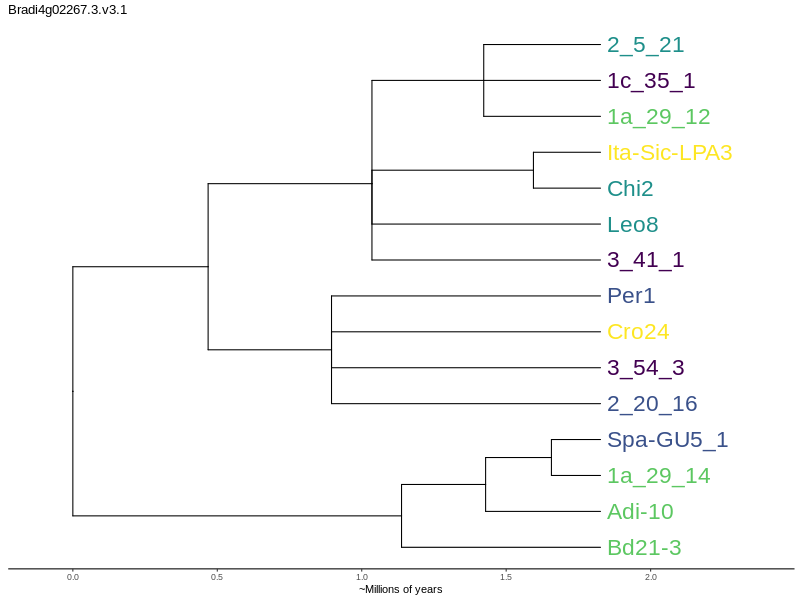 Bradi4g02267.3.v3.1
2_5_21
1c_35_1
1a_29_12
Ita-Sic-LPA3
Chi2
Leo8
3_41_1
Per1
Cro24
3_54_3
2_20_16
Spa-GU5_1
1a_29_14
Adi-10
Bd21-3
0.0 0.5 1.0 1.5 2.0
~Millions of years